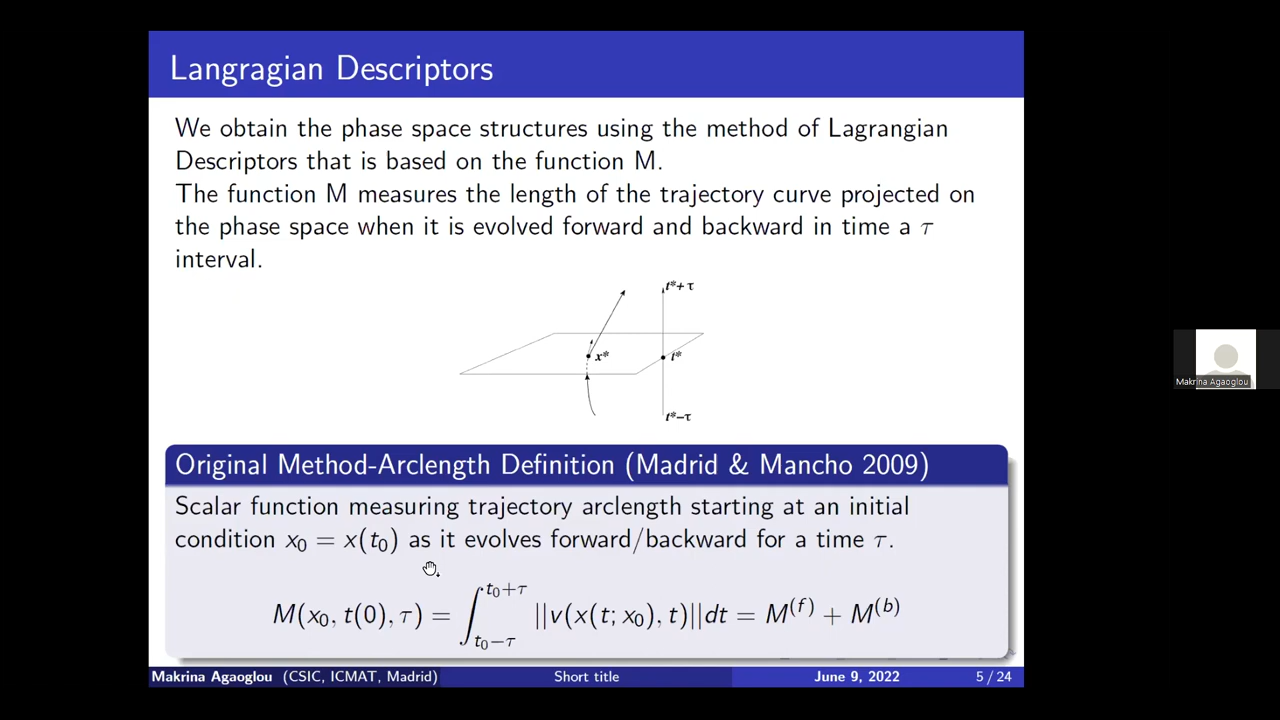 Langragian Descriptors
We obtain the phase space structures using the method of Lagrangian
Descriptors that is based on the function M.
The function M measures the length of the trajectory curve projected on
the phase space when it is evolved forward and backward in time a τ
interval.
t*+τ
x*
t*
t*−τ
Original Method-Arclength Definition (Madrid & Mancho 2009)
Scalar function measuring trajectory arclength starting at an initial
condition x₀ = x(t₀) as it evolves forward/backward for a time τ.
M(x₀, t(0), τ) = ∫_{t₀−τ}^{t₀+τ} ||v(x(t; x₀), t)||dt = M^{(f)} + M^{(b)}
Makrina Agaoglou (CSIC, ICMAT, Madrid) Short title June 9, 2022 5 / 24
Makrina Agaoglou